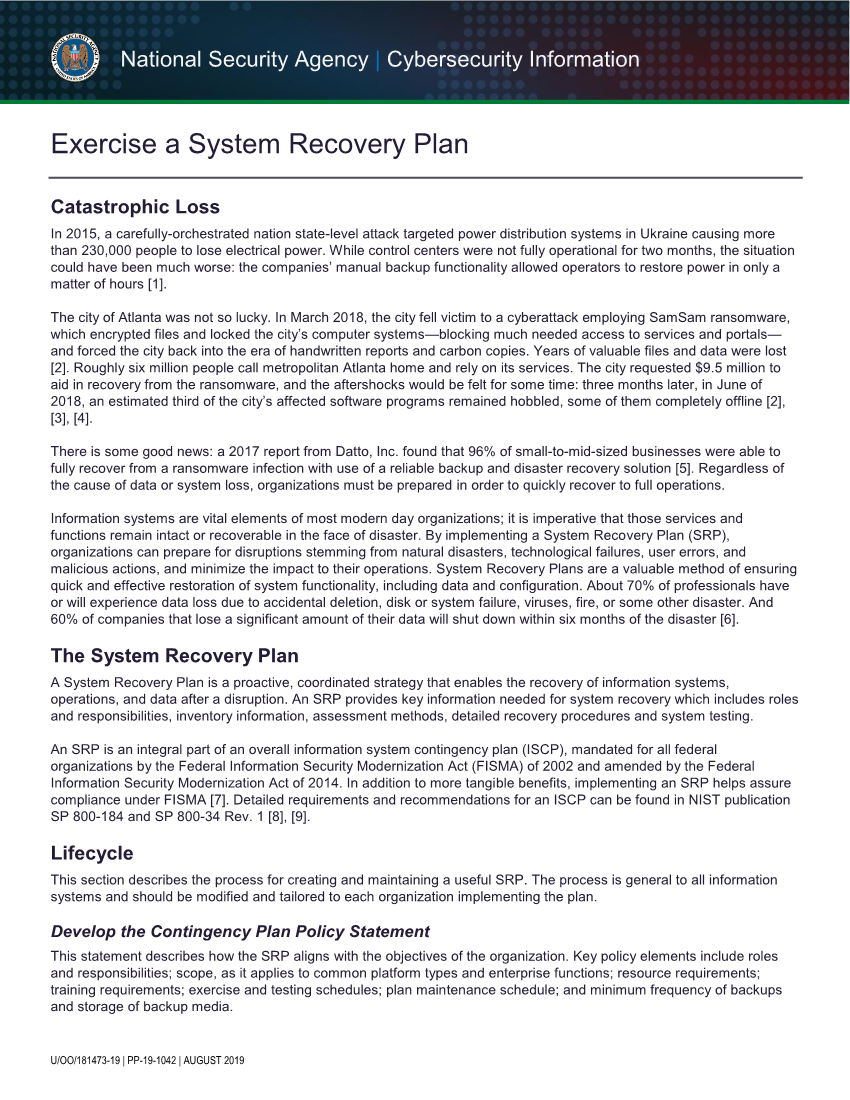 National Security Agency | Cybersecurity Information
Exercise a System Recovery Plan
Catastrophic Loss
In 2015, a carefully-orchestrated nation state-level attack targeted power distribution systems in Ukraine causing more
than 230,000 people to lose electrical power. While control centers were not fully operational for two months, the situation
could have been much worse: the companies’ manual backup functionality allowed operators to restore power in only a
matter of hours [1].
The city of Atlanta was not so lucky. In March 2018, the city fell victim to a cyberattack employing SamSam ransomware,
which encrypted files and locked the city’s computer systems—blocking much needed access to services and portals—
and forced the city back into the era of handwritten reports and carbon copies. Years of valuable files and data were lost
[2]. Roughly six million people call metropolitan Atlanta home and rely on its services. The city requested $9.5 million to
aid in recovery from the ransomware, and the aftershocks would be felt for some time: three months later, in June of
2018, an estimated third of the city’s affected software programs remained hobbled, some of them completely offline [2],
[3], [4].
There is some good news: a 2017 report from Datto, Inc. found that 96% of small-to-mid-sized businesses were able to
fully recover from a ransomware infection with use of a reliable backup and disaster recovery solution [5]. Regardless of
the cause of data or system loss, organizations must be prepared in order to quickly recover to full operations.
Information systems are vital elements of most modern day organizations; it is imperative that those services and
functions remain intact or recoverable in the face of disaster. By implementing a System Recovery Plan (SRP),
organizations can prepare for disruptions stemming from natural disasters, technological failures, user errors, and
malicious actions, and minimize the impact to their operations. System Recovery Plans are a valuable method of ensuring
quick and effective restoration of system functionality, including data and configuration. About 70% of professionals have
or will experience data loss due to accidental deletion, disk or system failure, viruses, fire, or some other disaster. And
60% of companies that lose a significant amount of their data will shut down within six months of the disaster [6].
The System Recovery Plan
A System Recovery Plan is a proactive, coordinated strategy that enables the recovery of information systems,
operations, and data after a disruption. An SRP provides key information needed for system recovery which includes roles
and responsibilities, inventory information, assessment methods, detailed recovery procedures and system testing.
An SRP is an integral part of an overall information system contingency plan (ISCP), mandated for all federal
organizations by the Federal Information Security Modernization Act (FISMA) of 2002 and amended by the Federal
Information Security Modernization Act of 2014. In addition to more tangible benefits, implementing an SRP helps assure
compliance under FISMA [7]. Detailed requirements and recommendations for an ISCP can be found in NIST publication
SP 800-184 and SP 800-34 Rev. 1 [8], [9].
Lifecycle
This section describes the process for creating and maintaining a useful SRP. The process is general to all information
systems and should be modified and tailored to each organization implementing the plan.
Develop the Contingency Plan Policy Statement
This statement describes how the SRP aligns with the objectives of the organization. Key policy elements include roles
and responsibilities; scope, as it applies to common platform types and enterprise functions; resource requirements;
training requirements; exercise and testing schedules; plan maintenance schedule; and minimum frequency of backups
and storage of backup media.
U/OO/181473-19 | PP-19-1042 | AUGUST 2019